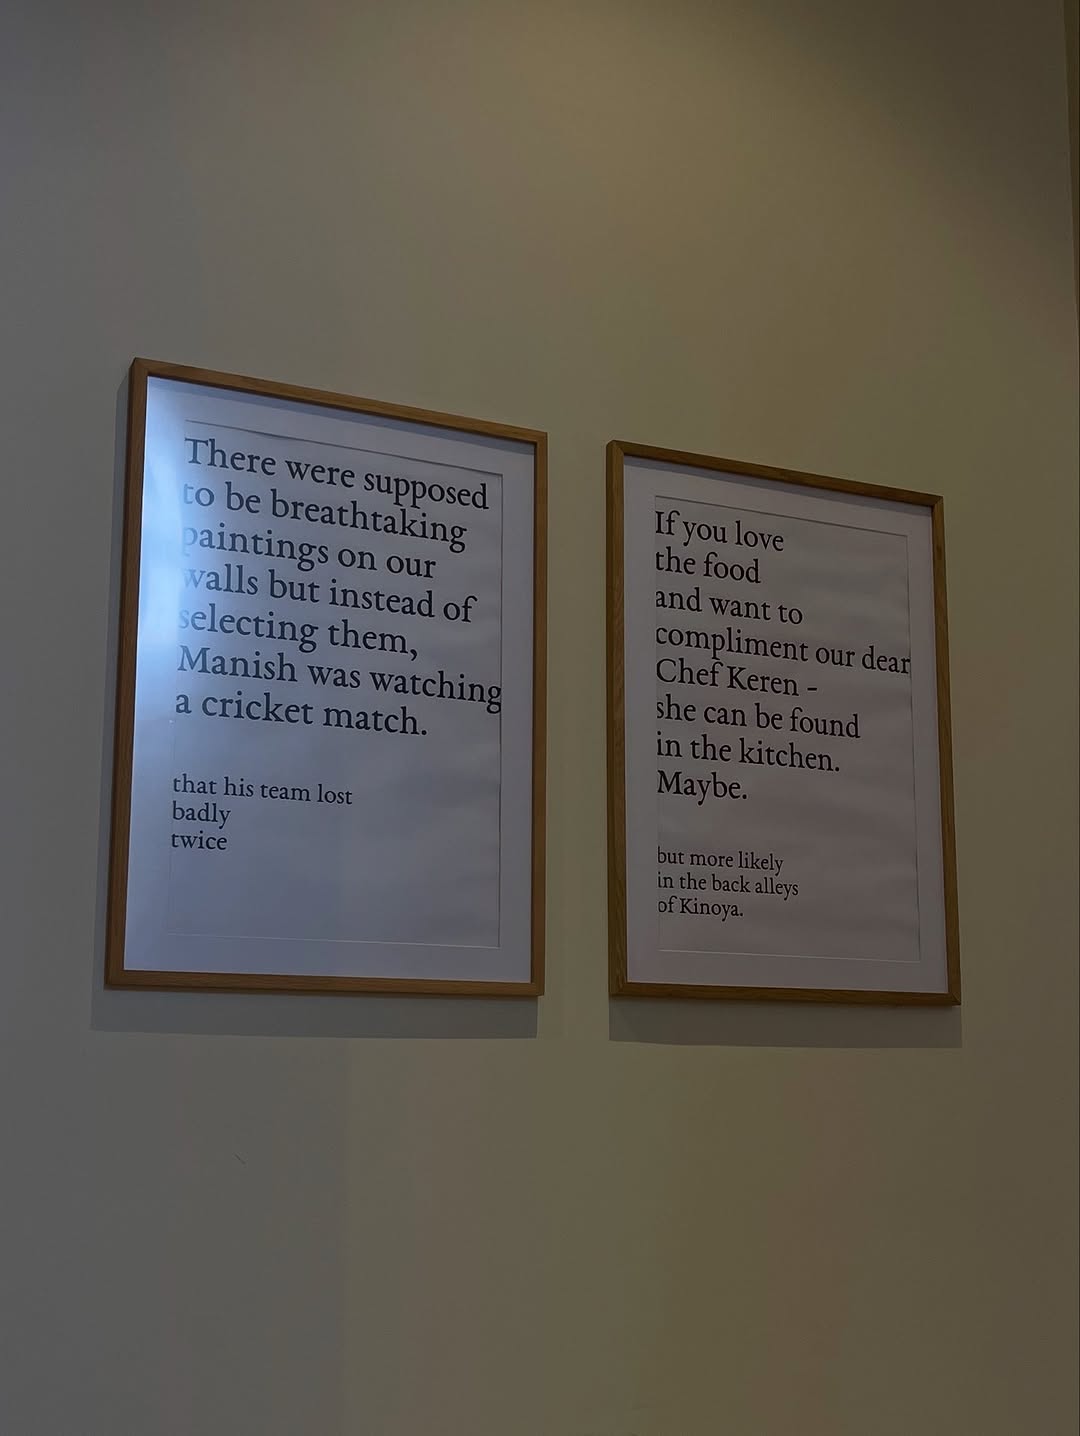 There were supposed
to be breathtaking
paintings on our
walls but instead of
selecting them,
Manish was watching
a cricket match.
that his team lost
badly
twice
If you love
the food
and want to
compliment our dear
Chef Keren -
she can be found
in the kitchen.
Maybe.
but more likely
in the back alleys
of Kinoya.